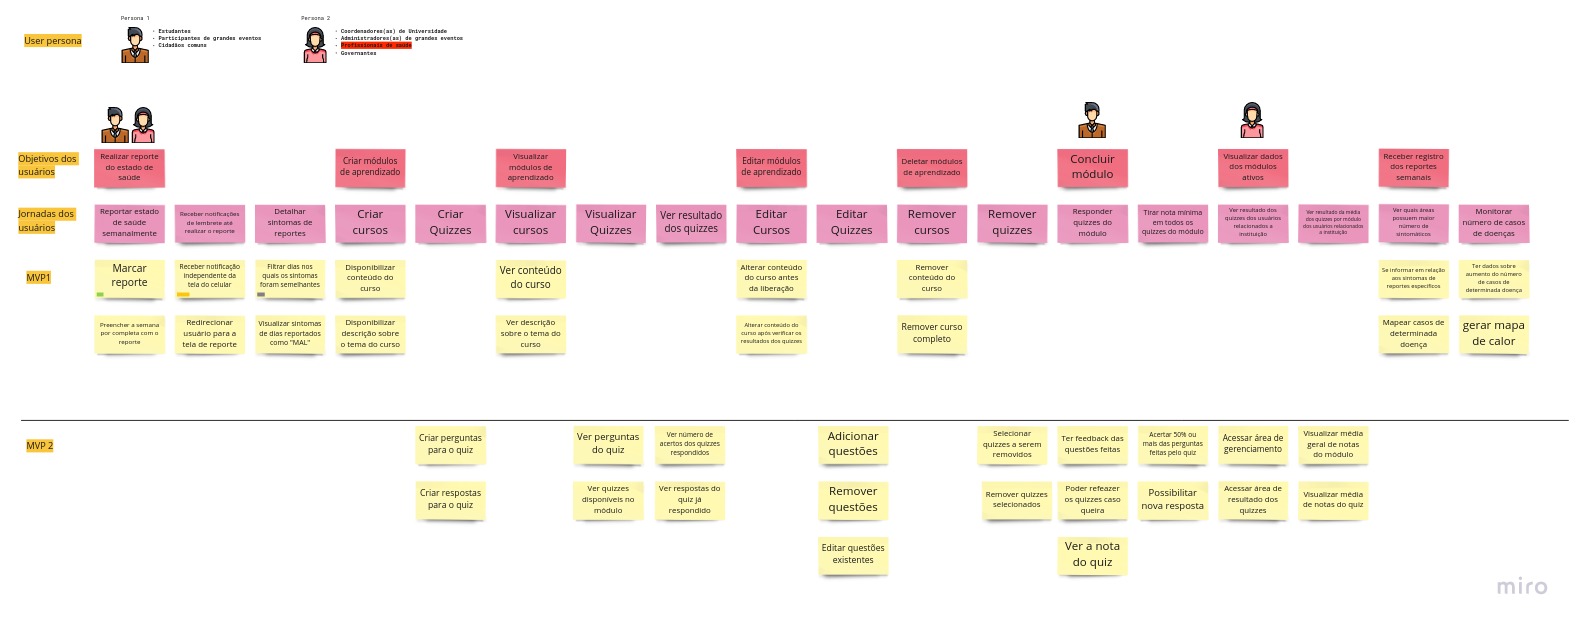 Persona 1
Persona 2
User persona
- Estudantes
- Participantes de grandes eventos
- Cidadãos comuns
- Coordenadores(as) de Universidade
- Administradores(as) de grandes eventos
- Profissionais de saúde
- Governantes
Objetivos dos
usuários
Realizar reporte
do estado de
saúde
Criar módulos
de aprendizado
Visualizar
módulos de
aprendizado
Editar módulos
de aprendizado
Deletar módulos
de aprendizado
Concluir
módulo
Visualizar dados
dos módulos
ativos
Receber registro
dos reportes
semanais
Jornadas dos
usuários
Reportar estado
de saúde
semanalmente
Receber notificações
de lembrete até
realizar o reporte
Detalhar
sintomas de
reportes
Criar
cursos
Criar
Quizzes
Visualizar
cursos
Visualizar
Quizzes
Ver resultado
dos quizzes
Editar
Cursos
Editar
Quizzes
Remover
cursos
Remover
quizzes
Responder
quizzes do
módulo
Tirar nota mínima
em todos os
quizzes do módulo
Ver resultado dos
quizzes dos usuários
relacionados a
instituição
Ver resultado da média
dos quizzes por módulo
dos usuários relacionados
a instituição
Ver quais áreas
possuem maior
número de
sintomáticos
Monitorar
número de casos
de doenças
MVP1
Marcar
reporte
Receber notificação
independente da
tela do celular
Filtrar dias nos
quais os sintomas
foram semelhantes
Disponibilizar
conteúdo do
curso
Ver conteúdo
do curso
Alterar conteúdo
do curso antes
da liberação
Remover
conteúdo do
curso
Se informar em relação
aos sintomas de
reportes específicos
Ter dados sobre
aumento do número
de casos de
determinada doença
Preencher a semana
por completa com o
reporte
Redirecionar
usuário para a
tela de reporte
Visualizar sintomas
de dias reportados
como "MAL"
Disponibilizar
descrição sobre
o tema do curso
Ver descrição
sobre o tema do
curso
Alterar conteúdo do
curso após verificar os
resultados dos quizzes
Remover curso
completo
Mapear casos de
determinada
doença
gerar mapa
de calor
MVP 2
Criar perguntas
para o quiz
Ver perguntas
do quiz
Ver número de
acertos dos quizzes
respondidos
Adicionar
questões
Selecionar
quizzes a serem
removidos
Ter feedback das
questões feitas
Acertar 50% ou
mais das perguntas
feitas pelo quiz
Acessar área de
gerenciamento
Visualizar média
geral de notas
do módulo
Criar respostas
para o quiz
Ver quizzes
disponíveis no
módulo
Ver respostas do
quiz já
respondido
Remover
questões
Remover quizzes
selecionados
Poder refeazer
os quizzes caso
queira
Possibilitar
nova resposta
Acessar área de
resultado dos
quizzes
Visualizar média
de notas do quiz
Editar questões
existentes
Ver a nota
do quiz
miro